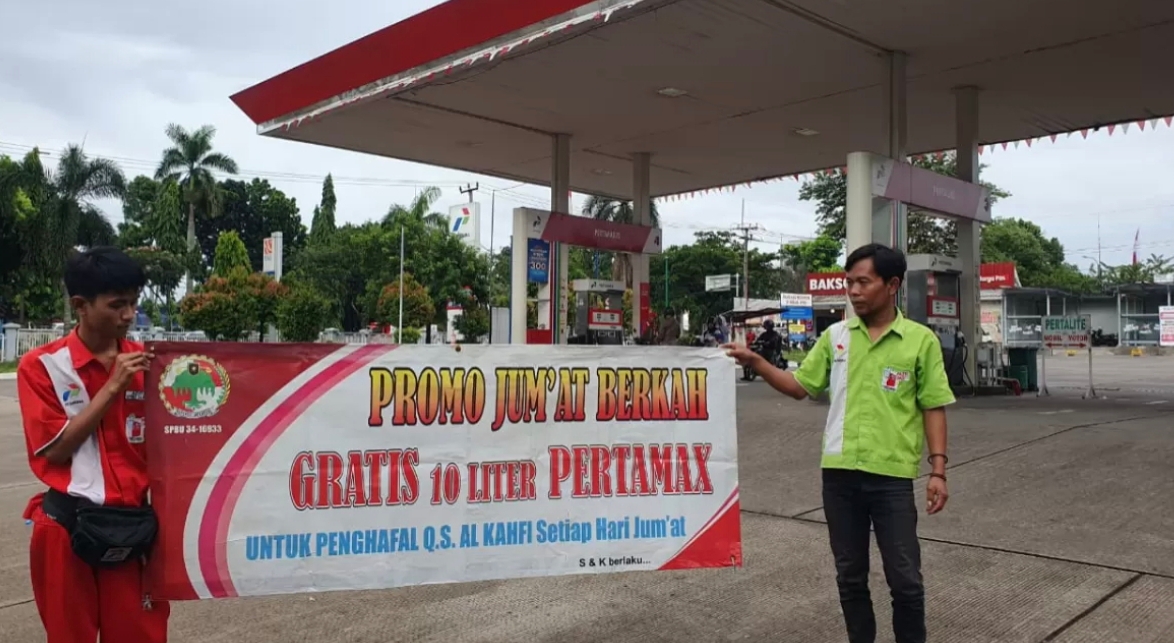 PROMO JUM'AT BERKAH
GRATIS 10 LITER PERTAMAX
UNTUK PENGHAFAL Q.S. AL KAHFI Setiap Hari Jum'at
S & K berlaku...
SPBU 34-16933
300
BAKSO
PERTALITE